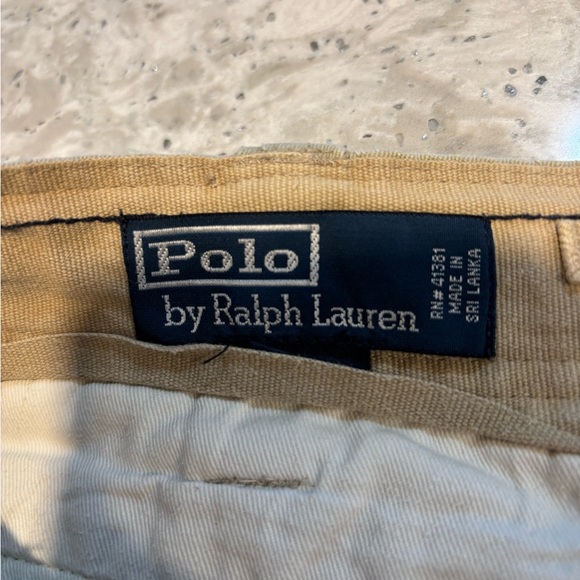 Polo
by Ralph Lauren
RN# 41381
MADE IN
SRI LANKA